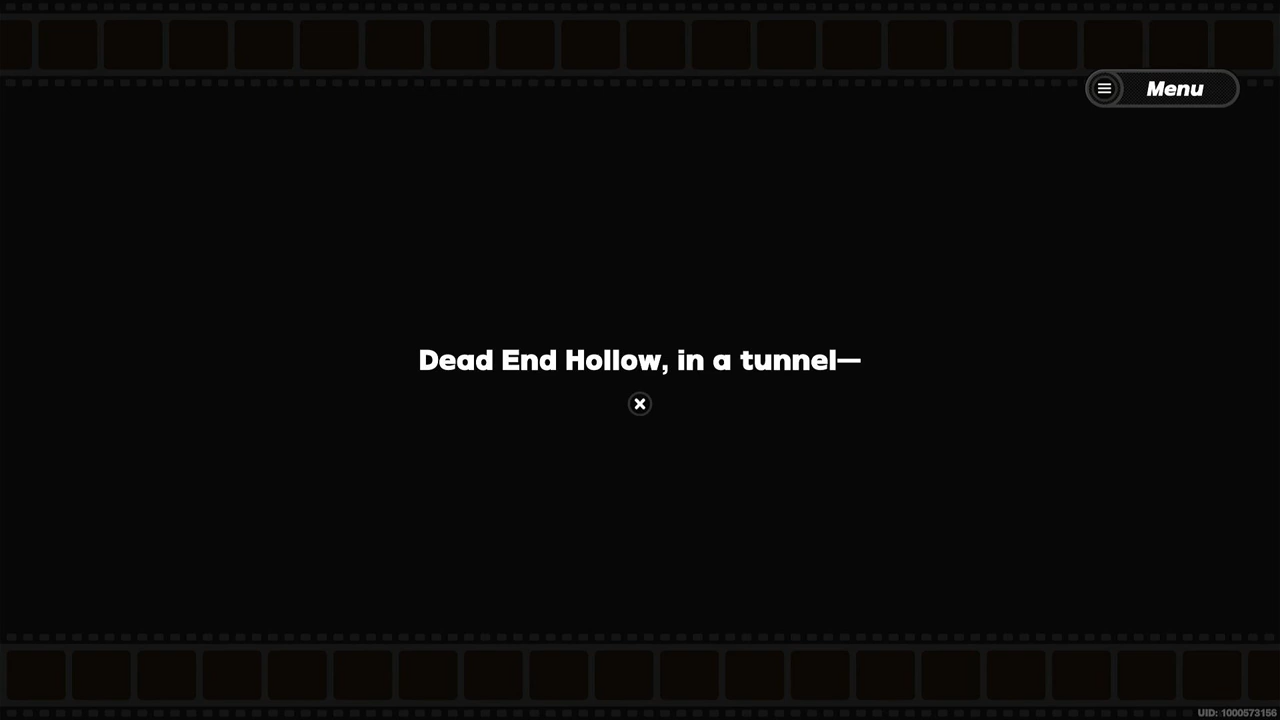 Menu
Dead End Hollow, in a tunnel—
UID: 1000573156